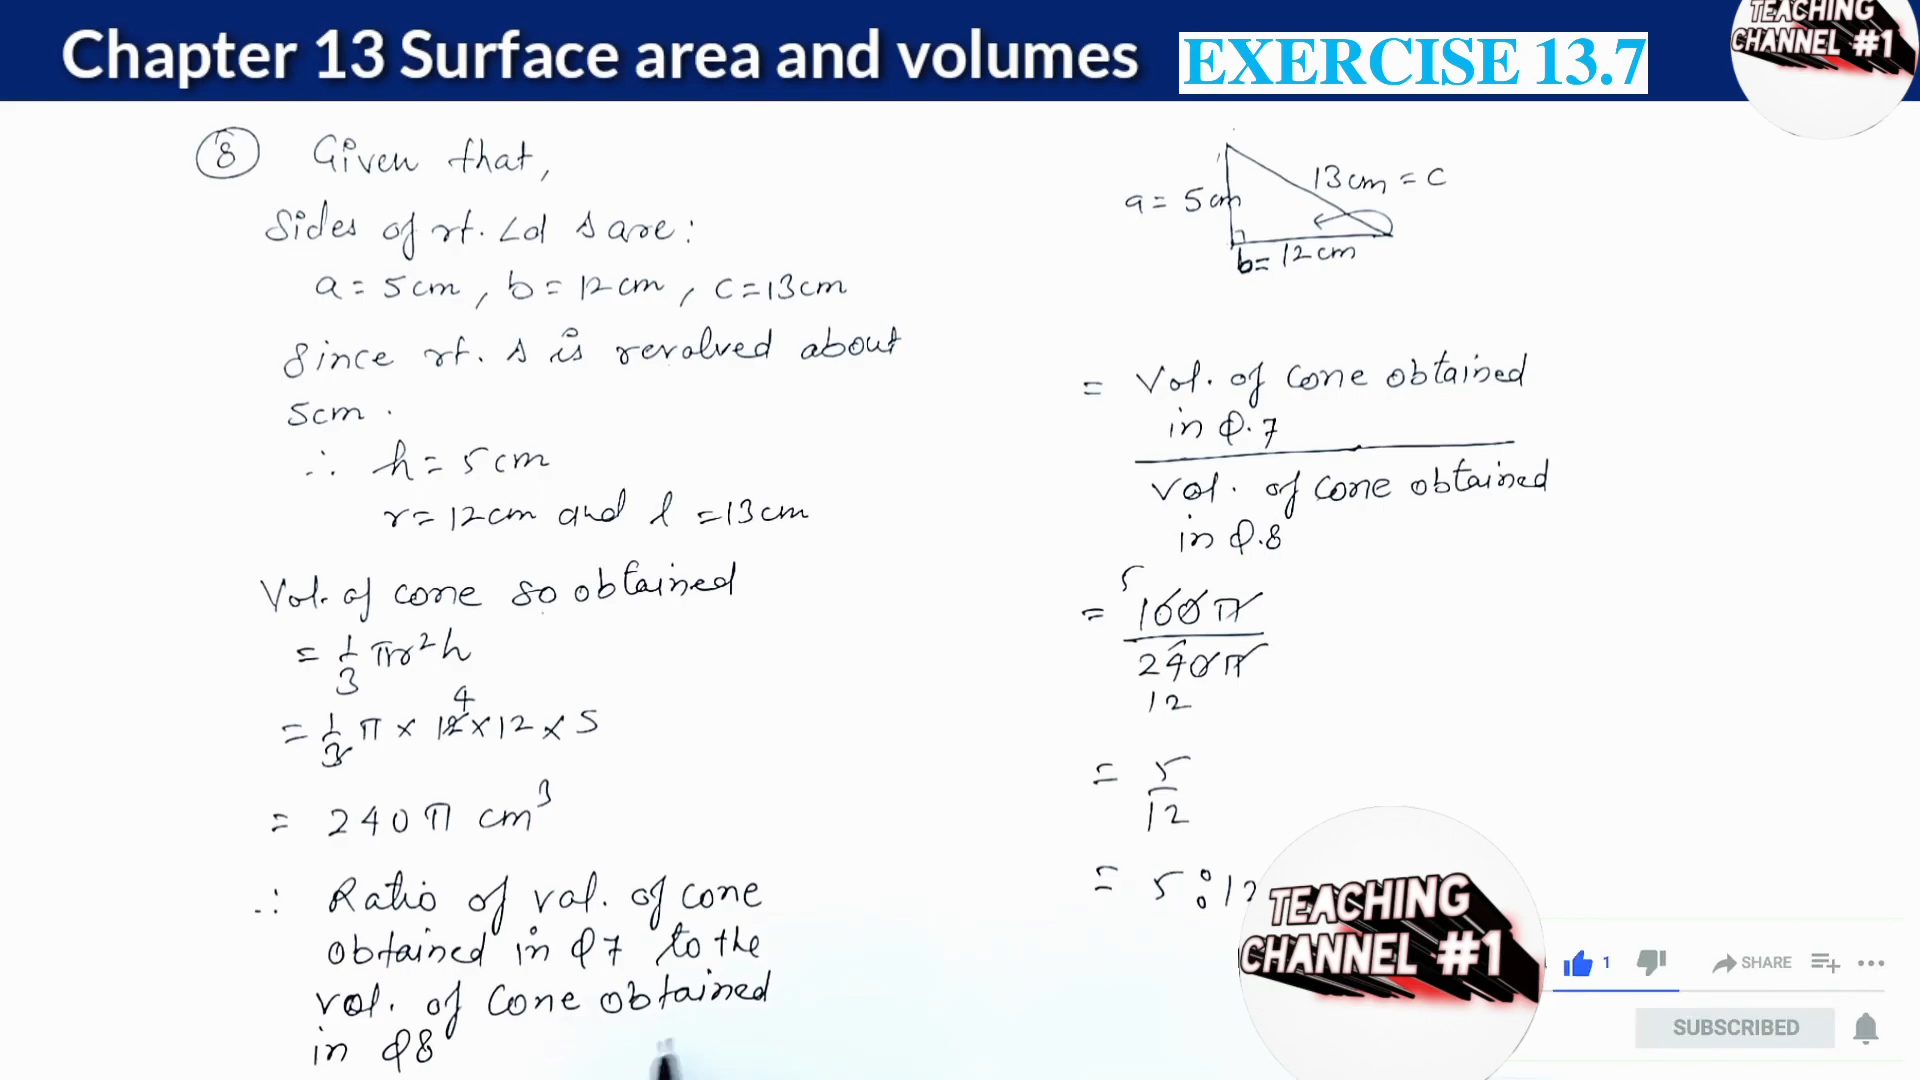 Chapter 13 Surface area and volumes EXERCISE 13.7
TEACHING
CHANNEL #1
8 Given that,
Sides of rt. ∠d Δ are:
a = 5cm, b = 12cm, c = 13cm
Since rt. Δ is revolved about
5cm.
∴ h = 5cm
r = 12cm and l = 13cm
Vol. of cone so obtained
= 1/3 πr²h
= 1/3 π × 12 × 12 × 5
4
= 240π cm³
∴ Ratio of vol. of cone
obtained in Q7 to the
vol. of cone obtained
in Q8
a = 5cm
13cm = c
b = 12cm
= Vol. of cone obtained
in Q.7
Vol. of cone obtained
in Q.8
5
= 100π
240π
12
= 5
12
= 5:12
TEACHING
CHANNEL #1
1 SHARE
SUBSCRIBED